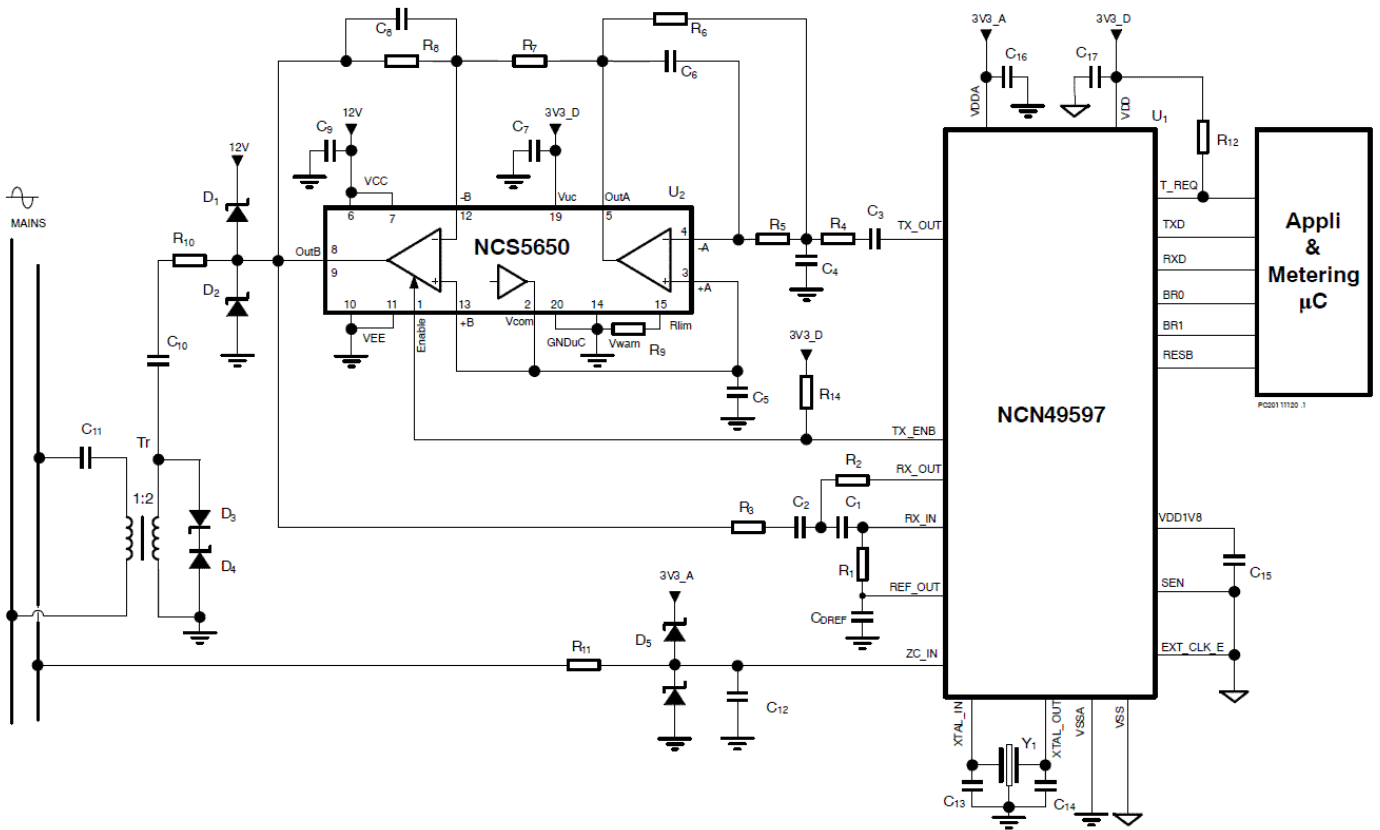 3V3_A
3V3_D
C8
R8
R7
R6
C6
C16
C17
VDDA
VDD
U1
R12
12V
3V3_D
C9
C7
12V
VCC
-B
Vuc
OutA
U2
6
7
12
19
5
D1
MAINS
R10
OutB
8
9
NCS5650
4
-A
3
+A
R5
R4
C3
TX_OUT
C4
T_REQ
TXD
RXD
BR0
BR1
RESB
Appli
&
Metering
µC
PC20111120 .1
D2
10
11
1
13
2
20
14
15
VEE
Enable
+B
Vcom
GNDuC
Vwarn
R9
Rlim
C10
C5
3V3_D
R14
NCN49597
TX_ENB
C11
Tr
1:2
D3
D4
R2
RX_OUT
R3
C2
C1
RX_IN
R1
REF_OUT
CDREF
VDD1V8
C15
SEN
EXT_CLK_E
3V3_A
D5
R11
ZC_IN
C12
XTAL_IN
XTAL_OUT
VSSA
VSS
Y1
C13
C14